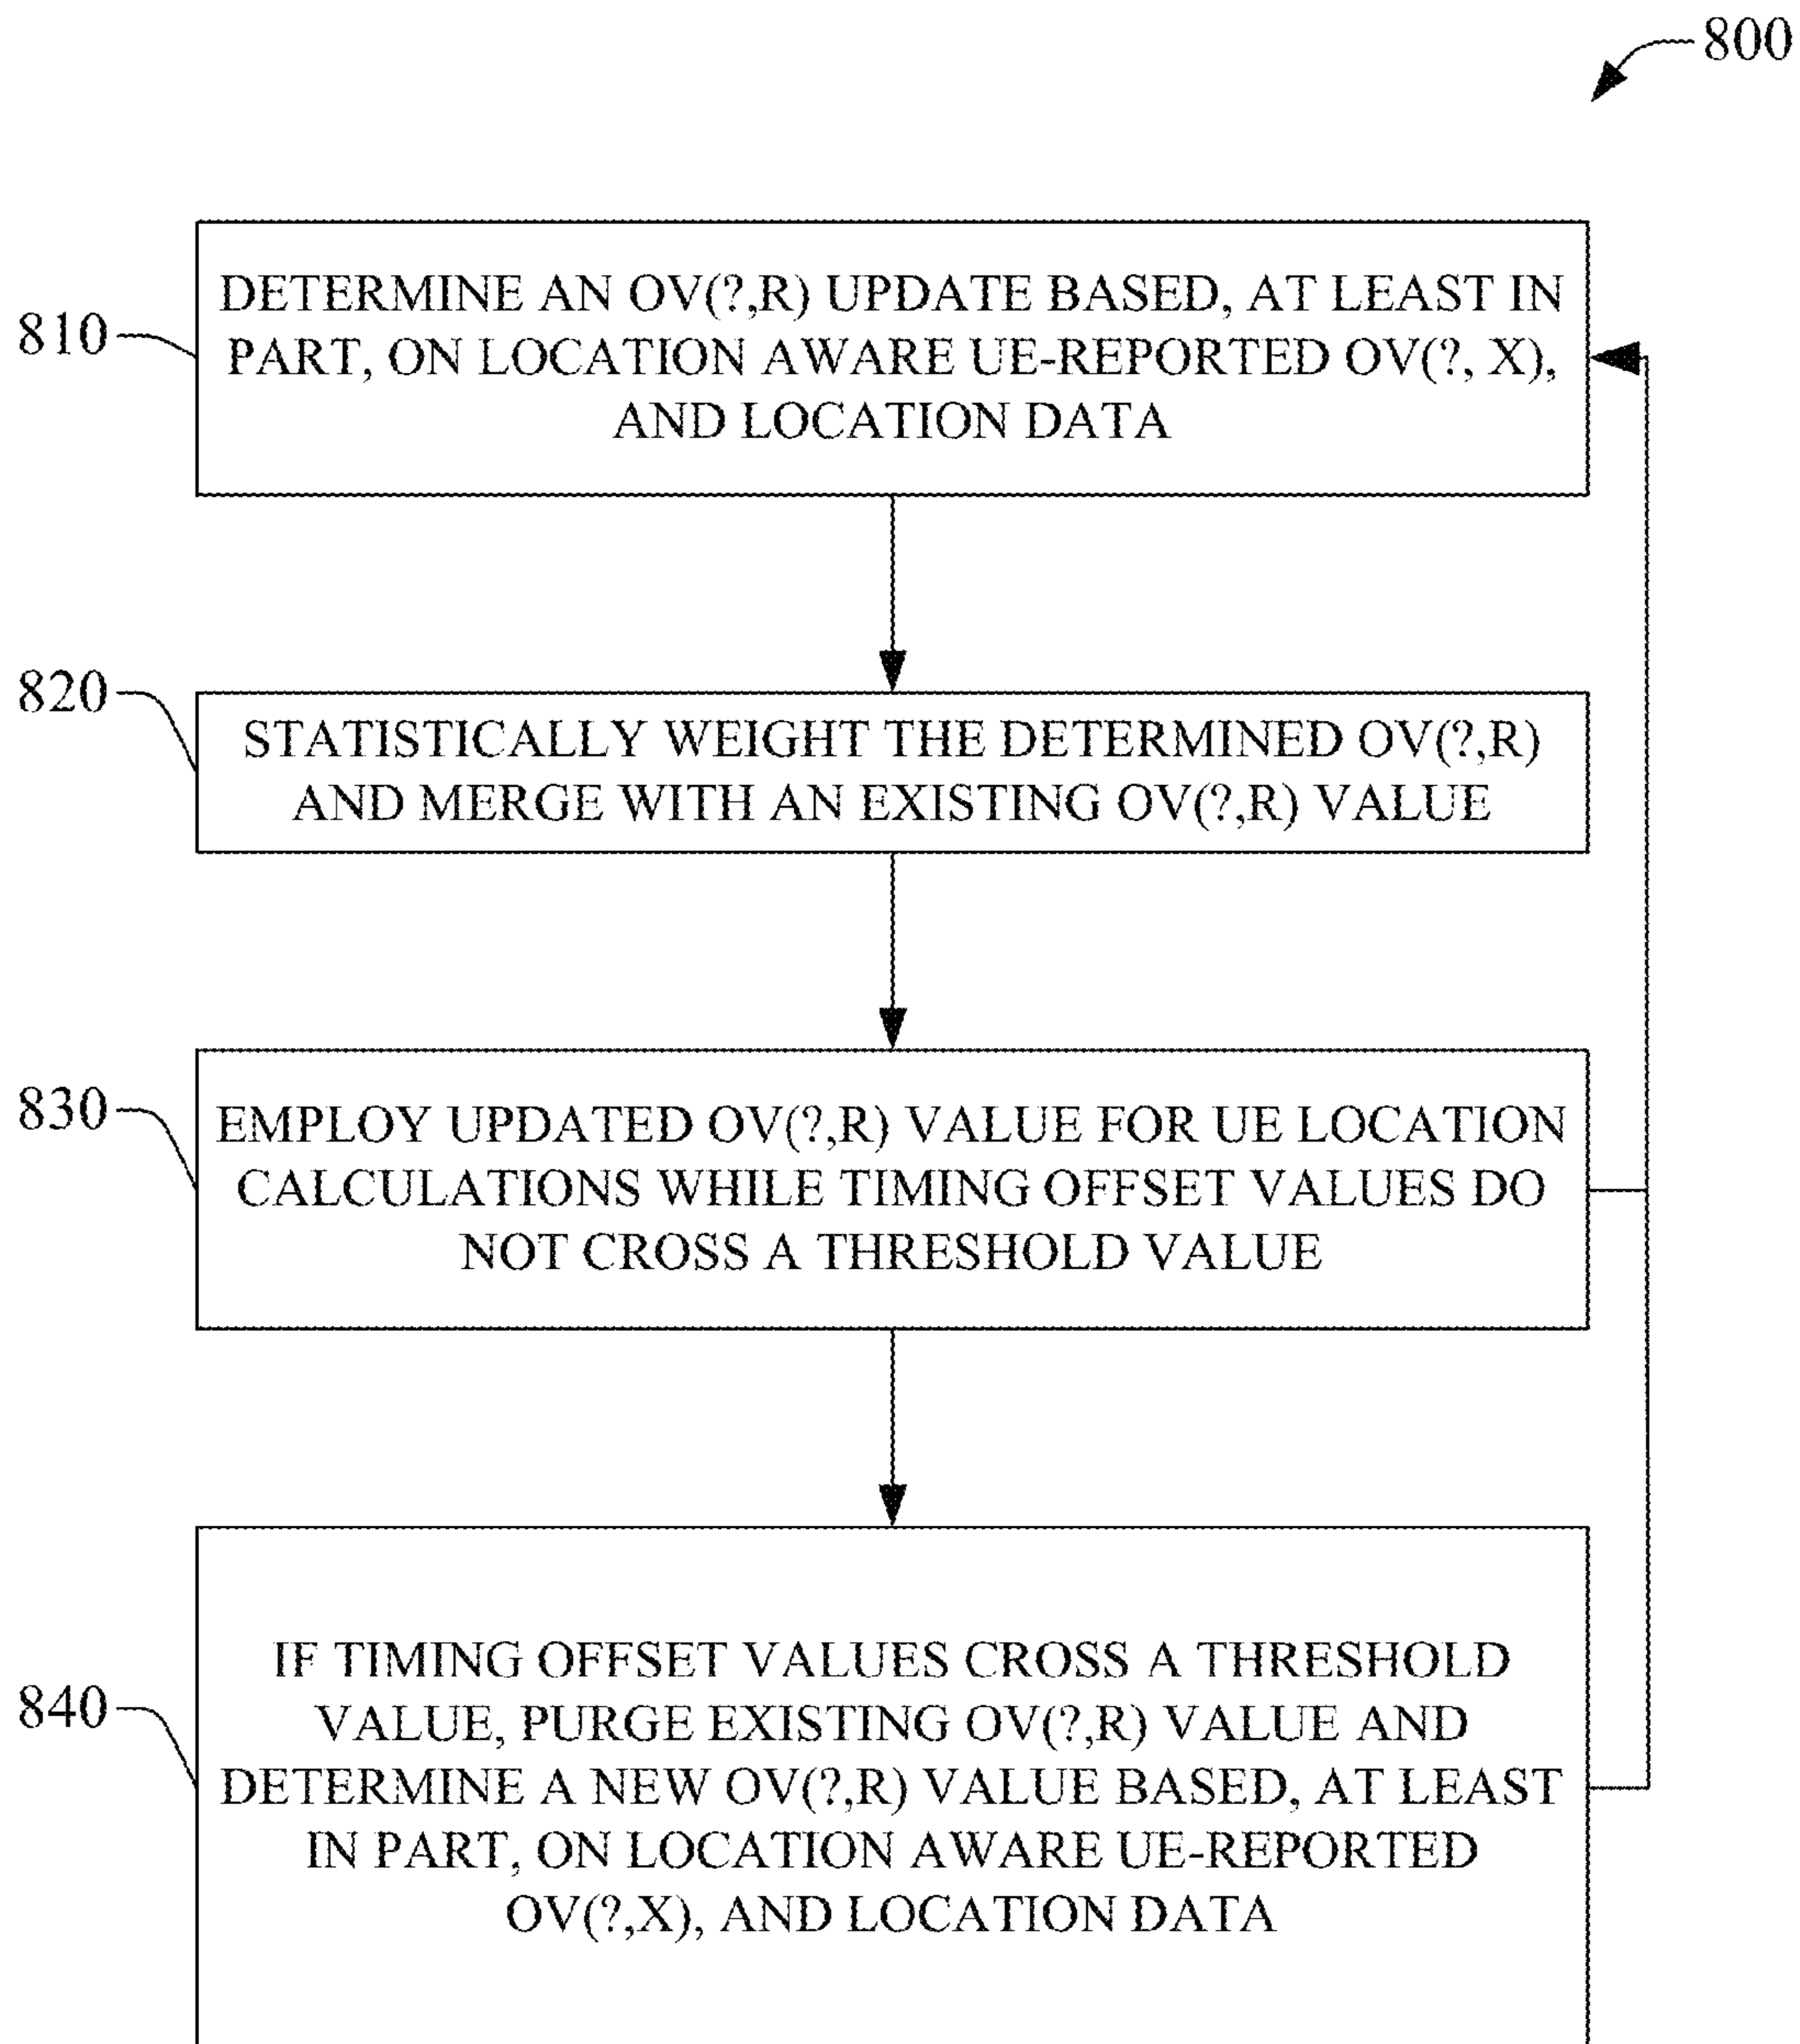 800
810
DETERMINE AN OV(?,R) UPDATE BASED, AT LEAST IN
PART, ON LOCATION AWARE UE-REPORTED OV(?, X),
AND LOCATION DATA
820
STATISTICALLY WEIGHT THE DETERMINED OV(?,R)
AND MERGE WITH AN EXISTING OV(?,R) VALUE
830
EMPLOY UPDATED OV(?,R) VALUE FOR UE LOCATION
CALCULATIONS WHILE TIMING OFFSET VALUES DO
NOT CROSS A THRESHOLD VALUE
840
IF TIMING OFFSET VALUES CROSS A THRESHOLD
VALUE, PURGE EXISTING OV(?,R) VALUE AND
DETERMINE A NEW OV(?,R) VALUE BASED, AT LEAST
IN PART, ON LOCATION AWARE UE-REPORTED
OV(?,X), AND LOCATION DATA